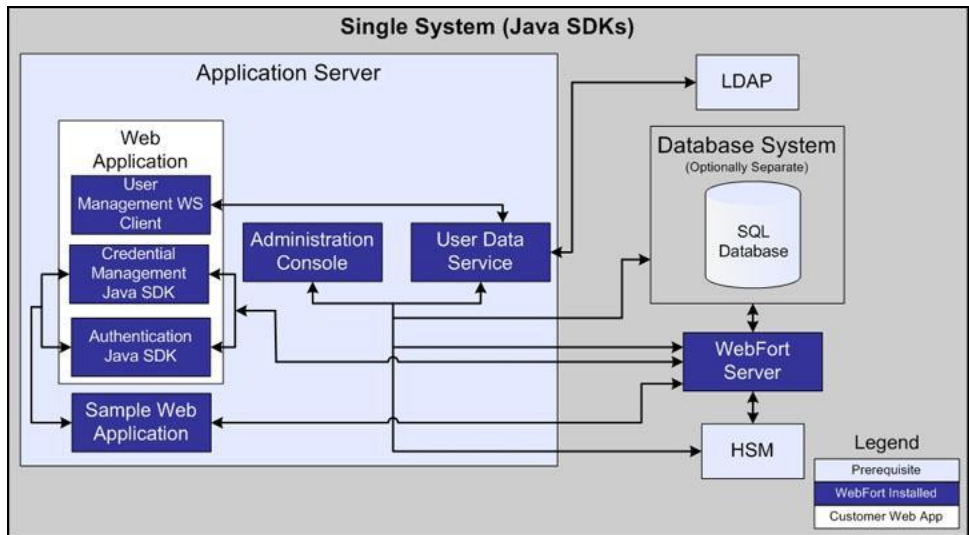 Single System (Java SDKs)
Application Server
Web
Application
User
Management WS
Client
Credential
Management
Java SDK
Authentication
Java SDK
Sample Web
Application
Administration
Console
User Data
Service
LDAP
Database System
(Optionally Separate)
SQL
Database
WebFort
Server
HSM
Legend
Prerequisite
WebFort Installed
Customer Web App